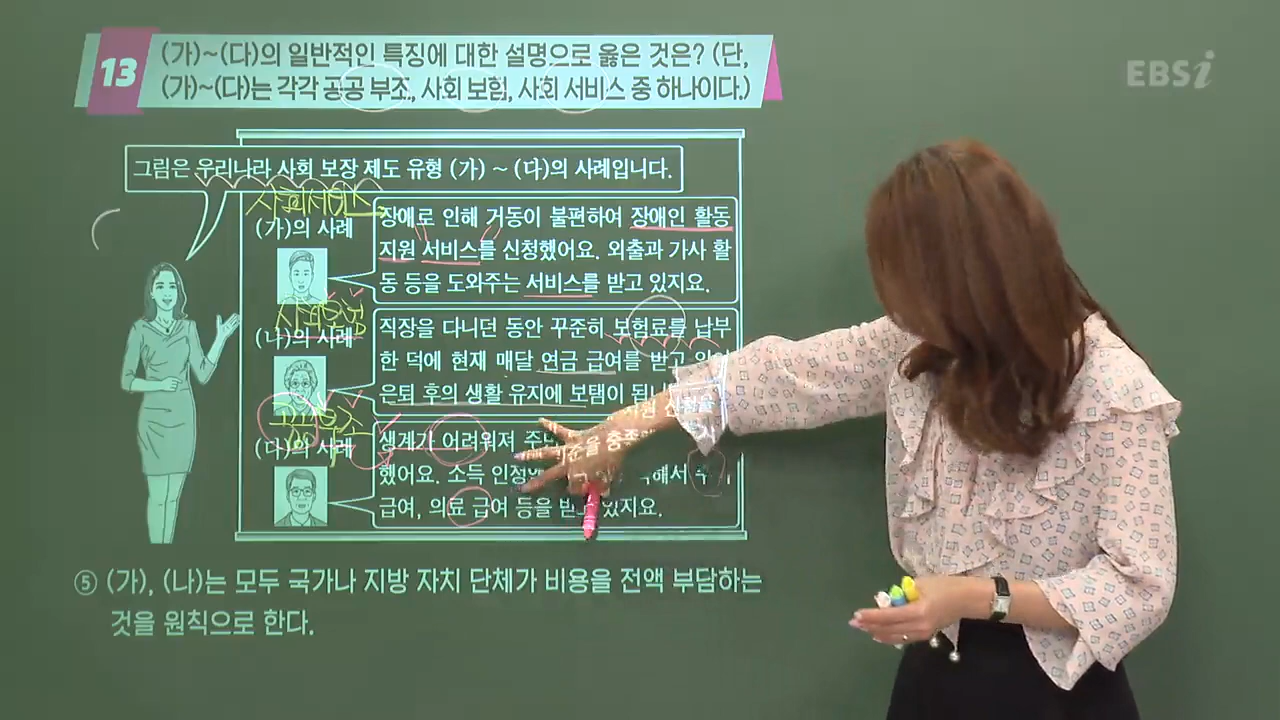 13 (가)~(다)의 일반적인 특징에 대한 설명으로 옳은 것은? (단,
(가)~(다)는 각각 공공 부조, 사회 보험, 사회 서비스 중 하나이다.)
EBSi
그림은 우리나라 사회 보장 제도 유형 (가) ~ (다)의 사례입니다.
사회서비스
(가)의 사례
장애로 인해 거동이 불편하여 장애인 활동
지원 서비스를 신청했어요. 외출과 가사 활
동 등을 도와주는 서비스를 받고 있지요.
사회보험
(나)의 사례
직장을 다니던 동안 꾸준히 보험료를 납부
한 덕에 현재 매달 연금 급여를 받고
은퇴 후의 생활 유지에 보탬이
공공부조
(다)의 사례
생계가 어려워져 지원 신청을
했어요. 소득 기준을 충족
급여, 의료 급여 등을 받고 있지요.
⑤ (가), (나)는 모두 국가나 지방 자치 단체가 비용을 전액 부담하는
것을 원칙으로 한다.